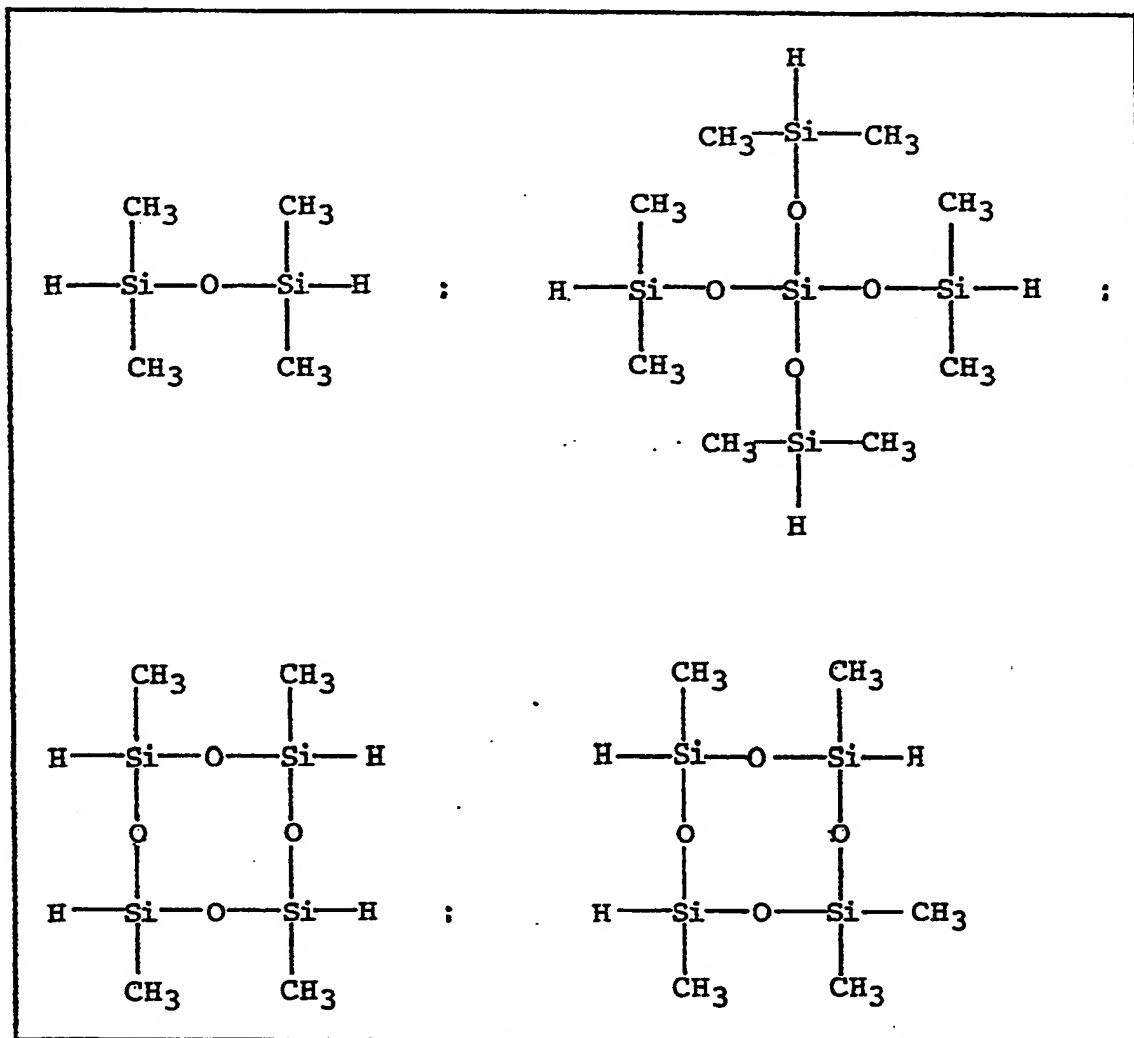 H
CH3 Si CH3
CH3 CH3 O CH3 CH3
H Si O Si H ; H Si O Si O Si H ;
CH3 CH3 CH3 O CH3
CH3 Si CH3
H
CH3 CH3 CH3 CH3
H Si O Si H H Si O Si H
O O O O
H Si O Si H ; H Si O Si CH3
CH3 CH3 CH3 CH3